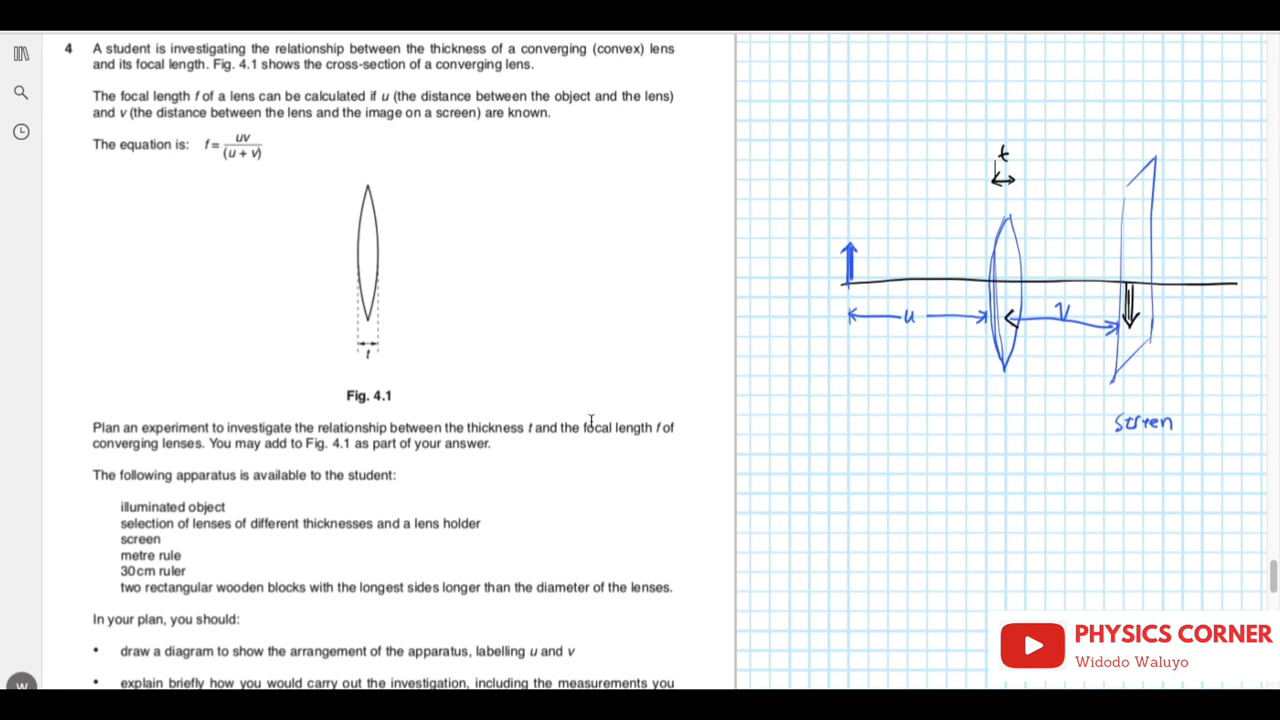 4 A student is investigating the relationship between the thickness of a converging (convex) lens
and its focal length. Fig. 4.1 shows the cross-section of a converging lens.
The focal length f of a lens can be calculated if u (the distance between the object and the lens)
and v (the distance between the lens and the image on a screen) are known.
The equation is: f = uv / (u + v)
t
Fig. 4.1
Plan an experiment to investigate the relationship between the thickness t and the focal length f of
converging lenses. You may add to Fig. 4.1 as part of your answer.
The following apparatus is available to the student:
illuminated object
selection of lenses of different thicknesses and a lens holder
screen
metre rule
30 cm ruler
two rectangular wooden blocks with the longest sides longer than the diameter of the lenses.
In your plan, you should:
• draw a diagram to show the arrangement of the apparatus, labelling u and v
• explain briefly how you would carry out the investigation, including the measurements you
t
u
v
screen
PHYSICS CORNER
Widodo Waluyo
W